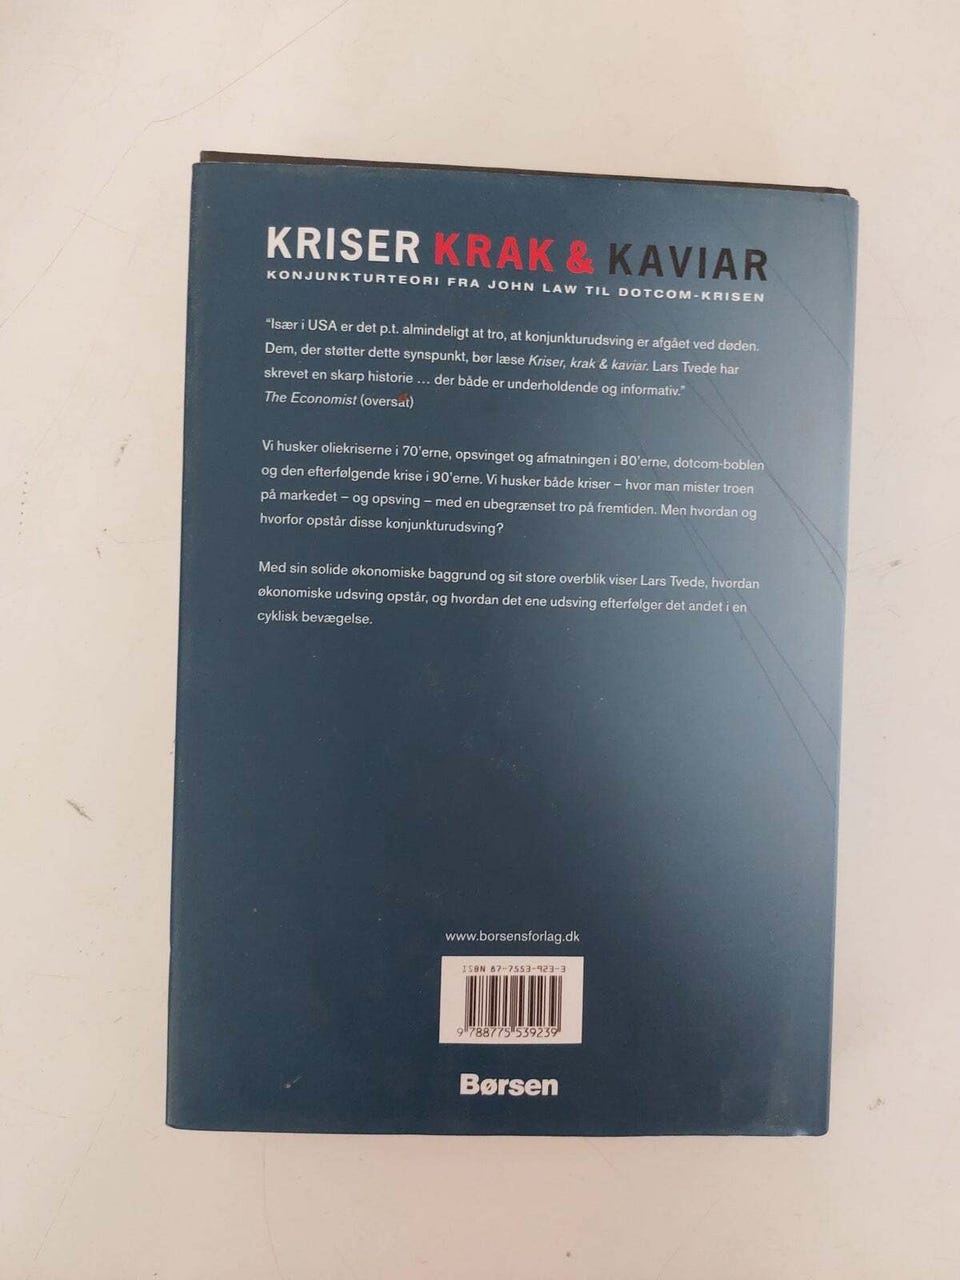 KRISER KRAK & KAVIAR
KONJUNKTURTEORI FRA JOHN LAW TIL DOTCOM-KRISEN
"Især i USA er det p.t. almindeligt at tro, at konjunkturudsving er afgået ved døden.
Dem, der støtter dette synspunkt, bør læse Kriser, krak & kaviar. Lars Tvede har
skrevet en skarp historie ... der både er underholdende og informativ."
The Economist (oversat)
Vi husker oliekriserne i 70'erne, opsvinget og afmatningen i 80'erne, dotcom-boblen
og den efterfølgende krise i 90'erne. Vi husker både kriser – hvor man mister troen
på markedet – og opsving – med en ubegrænset tro på fremtiden. Men hvordan og
hvorfor opstår disse konjunkturudsving?
Med sin solide økonomiske baggrund og sit store overblik viser Lars Tvede, hvordan
økonomiske udsving opstår, og hvordan det ene udsving efterfølger det andet i en
cyklisk bevægelse.
www.borsensforlag.dk
ISBN 87-7553-923-3
9 788775 539239
Børsen